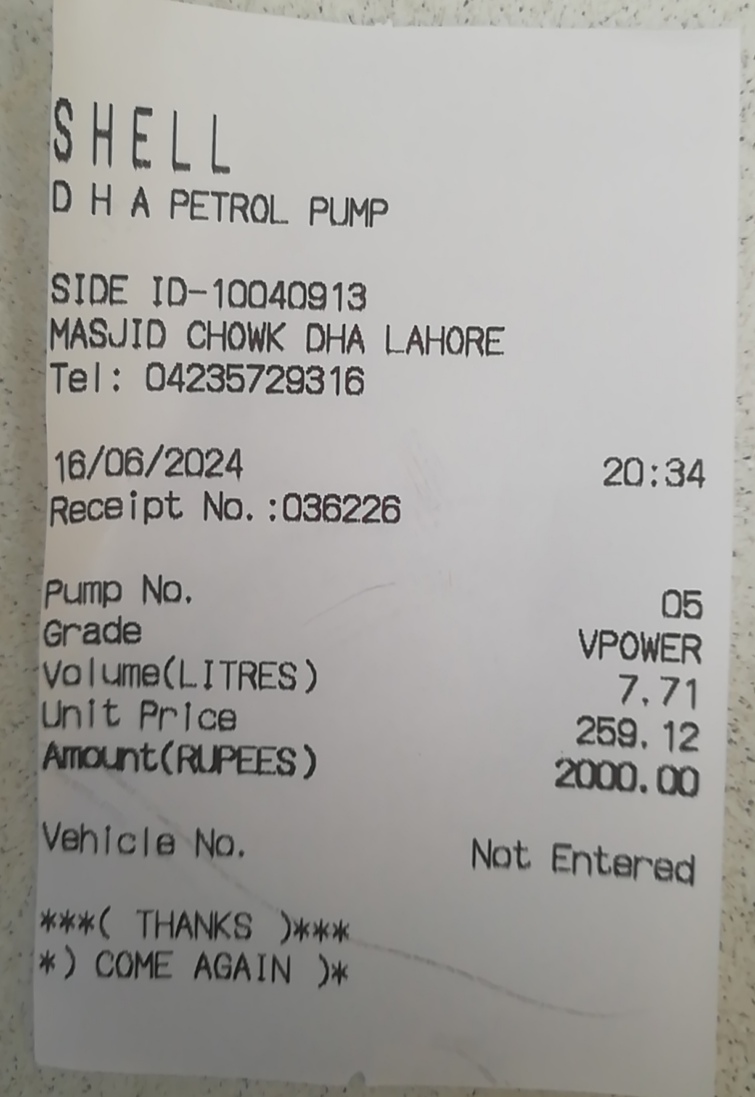 SHELL
D H A PETROL PUMP
SIDE ID-10040913
MASJID CHOWK DHA LAHORE
Tel: 04235729316
16/06/2024 20:34
Receipt No.:036226
Pump No. 05
Grade VPOWER
Volume(LITRES) 7.71
Unit Price 259.12
Amount(RUPEES) 2000.00
Vehicle No. Not Entered
***( THANKS )***
*) COME AGAIN )*